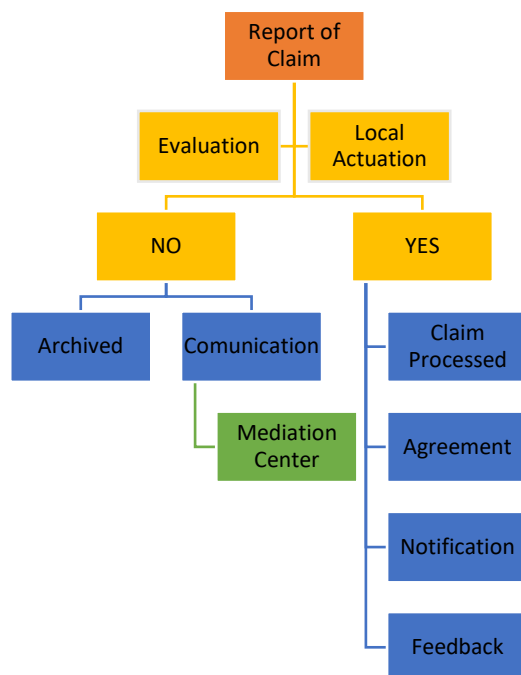 Report of
Claim
Evaluation
Local
Actuation
NO
YES
Archived
Comunication
Claim
Processed
Mediation
Center
Agreement
Notification
Feedback